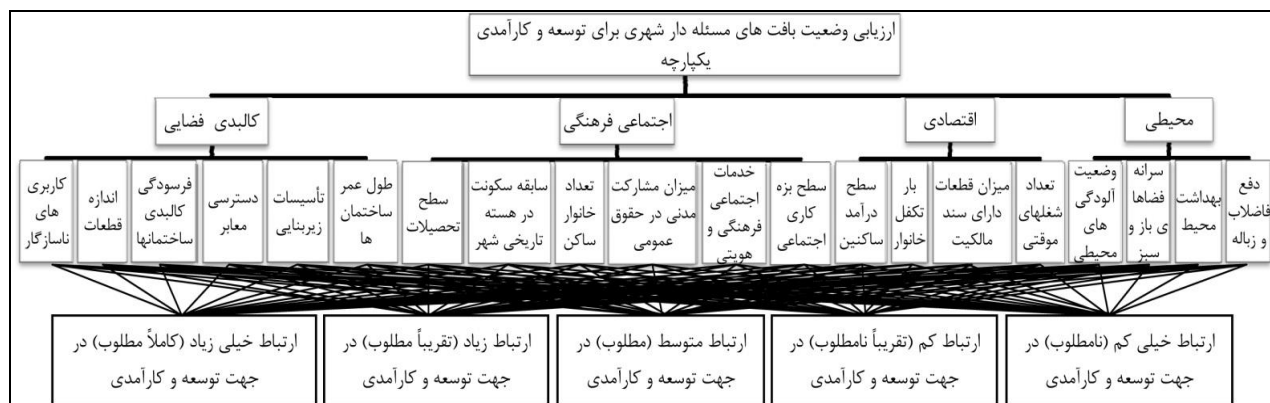 ارزیابی وضعیت بافت های مسئله دار شهری برای توسعه و کارآمدی
یکپارچه
محیطی
اقتصادی
اجتماعی فرهنگی
کالبدی فضایی
دفع
فاضلاب
و زباله
بهداشت
محیط
سرانه
فضاها
ی باز و
سبز
وضعیت
آلودگی
های
محیطی
تعداد
شغلهای
موقتی
میزان قطعات
دارای سند
مالکیت
بار
تکفل
خانوار
سطح
درآمد
ساکنین
سطح بزه
کاری
اجتماعی
خدمات
اجتماعی
فرهنگی و
هویتی
میزان مشارکت
مدنی در حقوق
عمومی
تعداد
خانوار
ساکن
سابقه سکونت
در هسته
تاریخی شهر
سطح
تحصیلات
طول عمر
ساختمان
ها
تأسیسات
زیربنایی
دسترسی
معابر
فرسودگی
کالبدی
ساختمانها
اندازه
قطعات
کاربری
های
ناسازگار
ارتباط خیلی کم (نامطلوب) در
جهت توسعه و کارآمدی
ارتباط کم (تقریباً نامطلوب) در
جهت توسعه و کارآمدی
ارتباط متوسط (مطلوب) در
جهت توسعه و کارآمدی
ارتباط زیاد (تقریباً مطلوب) در
جهت توسعه و کارآمدی
ارتباط خیلی زیاد (کاملاً مطلوب) در
جهت توسعه و کارآمدی